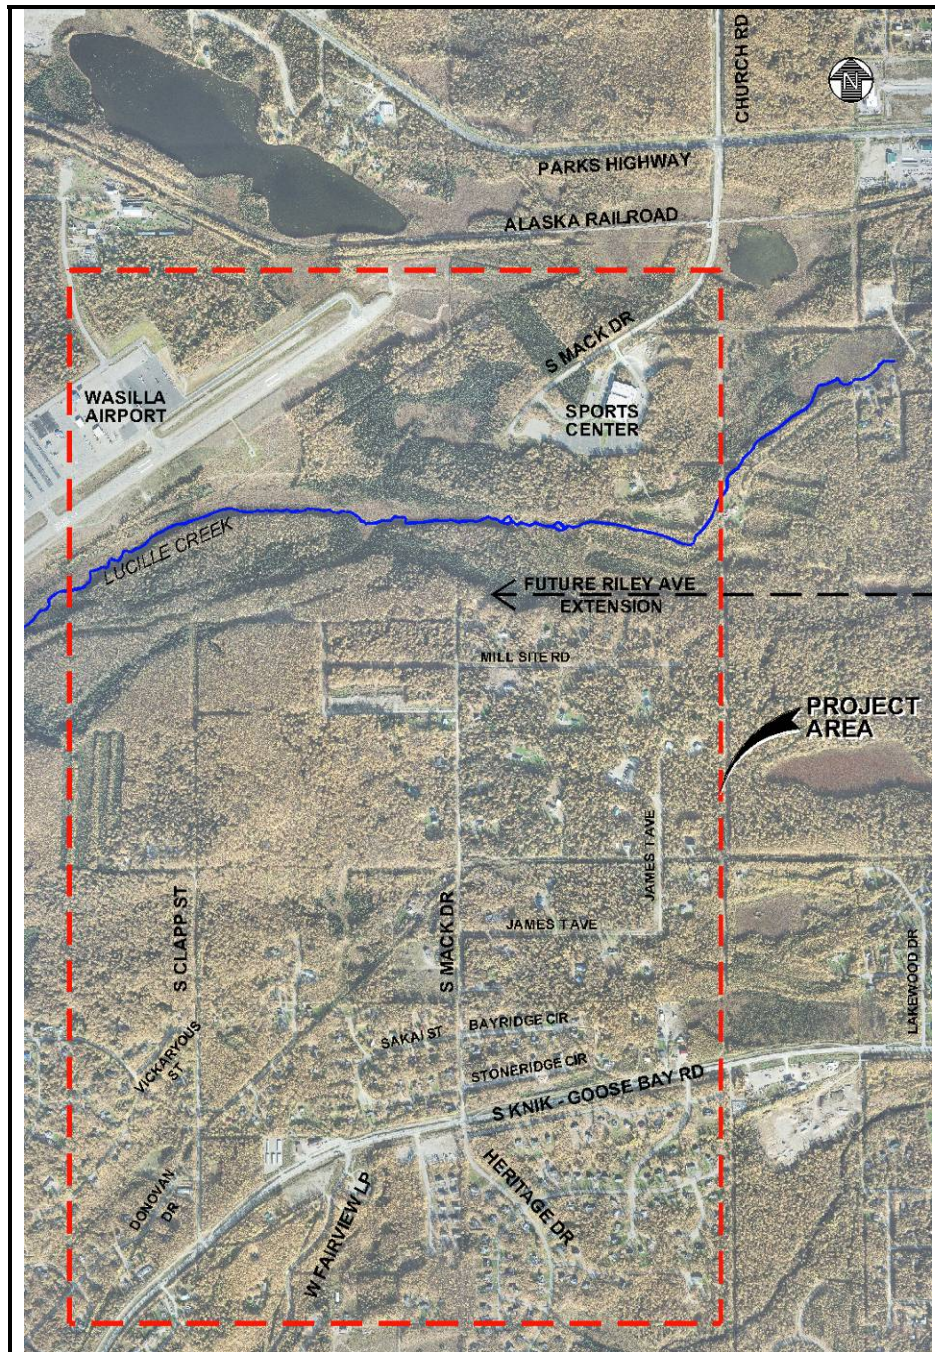 CHURCH RD
N
PARKS HIGHWAY
ALASKA RAILROAD
S MACK DR
WASILLA
AIRPORT
SPORTS
CENTER
LUCILLE CREEK
FUTURE RILEY AVE
EXTENSION
MILL SITE RD
PROJECT
AREA
JAMES T AVE
S CLAPP ST
S MACK DR
JAMES T AVE
LAKEWOOD DR
VICKARYOUS
ST
SAKAI ST
BAYRIDGE CIR
STONERIDGE CIR
S KNIK - GOOSE BAY RD
DONOVAN
DR
W FAIRVIEW LP
HERITAGE DR